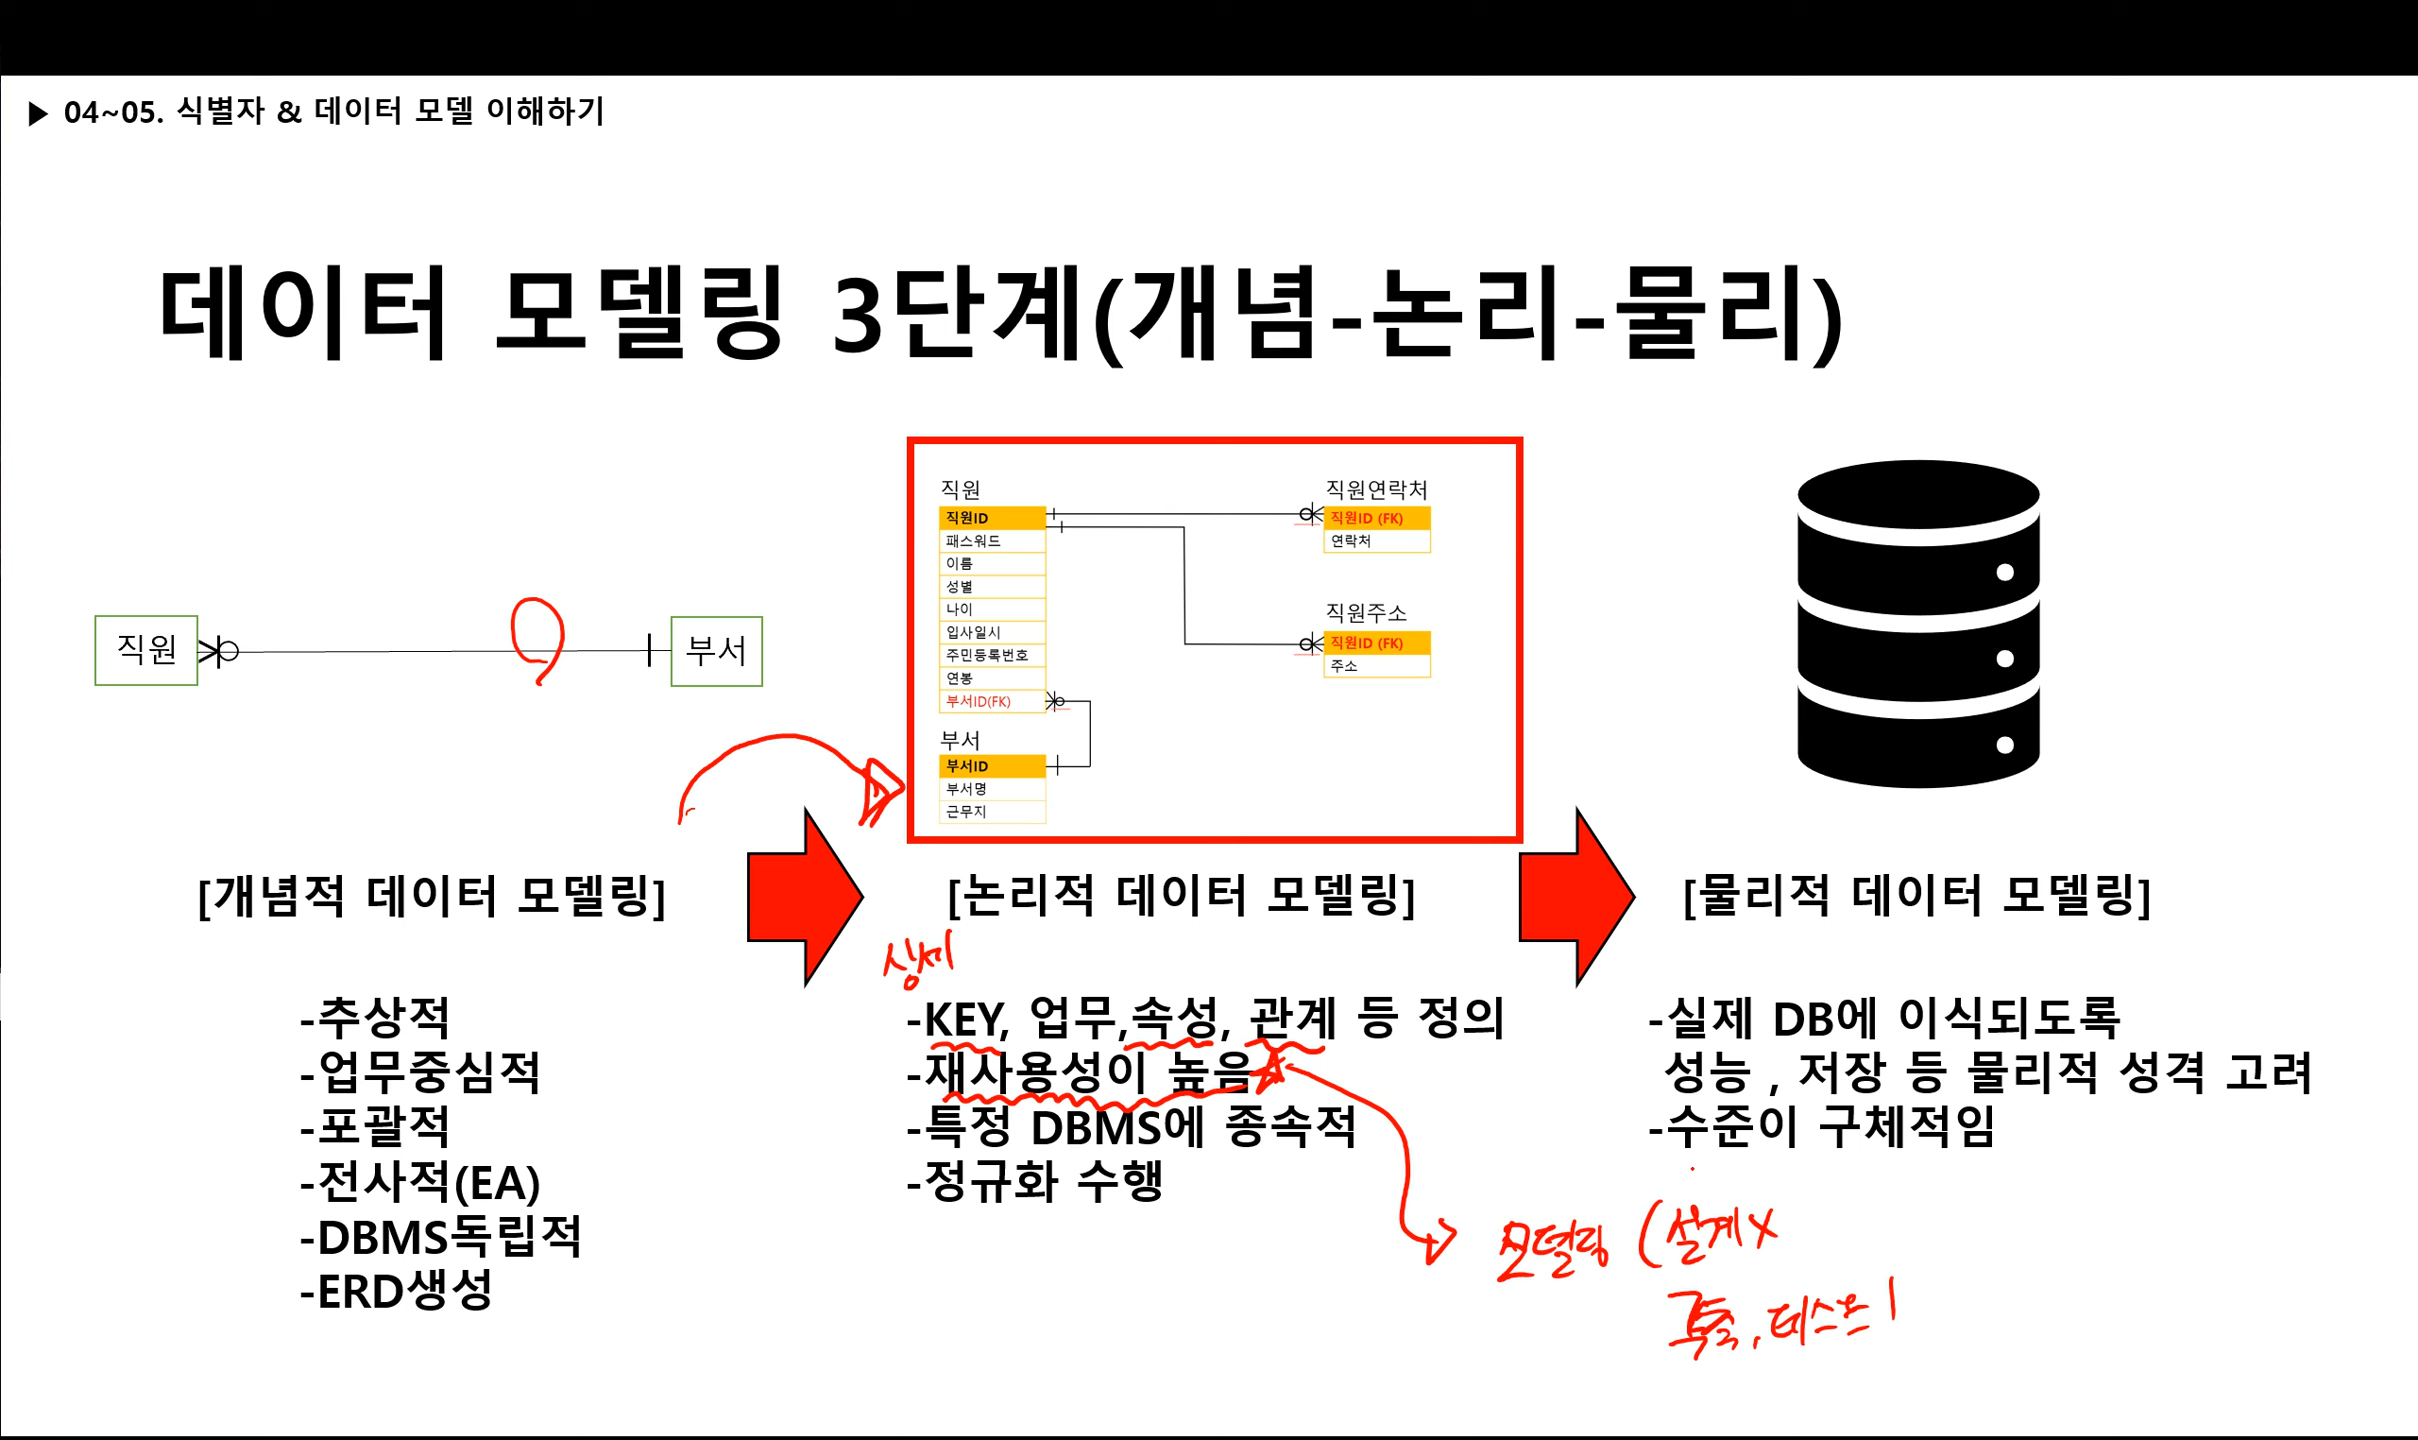 ▶ 04~05. 식별자 & 데이터 모델 이해하기
데이터 모델링 3단계(개념-논리-물리)
직원
부서
직원
직원ID
패스워드
이름
성별
나이
입사일시
주민등록번호
연봉
부서ID(FK)
부서
부서ID
부서명
근무지
직원연락처
직원ID (FK)
연락처
직원주소
직원ID (FK)
주소
[개념적 데이터 모델링]
-추상적
-업무중심적
-포괄적
-전사적(EA)
-DBMS독립적
-ERD생성
[논리적 데이터 모델링]
상세
-KEY, 업무,속성, 관계 등 정의
-재사용성이 높음
-특정 DBMS에 종속적
-정규화 수행
[물리적 데이터 모델링]
-실제 DB에 이식되도록
성능 , 저장 등 물리적 성격 고려
-수준이 구체적임
모델링 (설계X
테스트